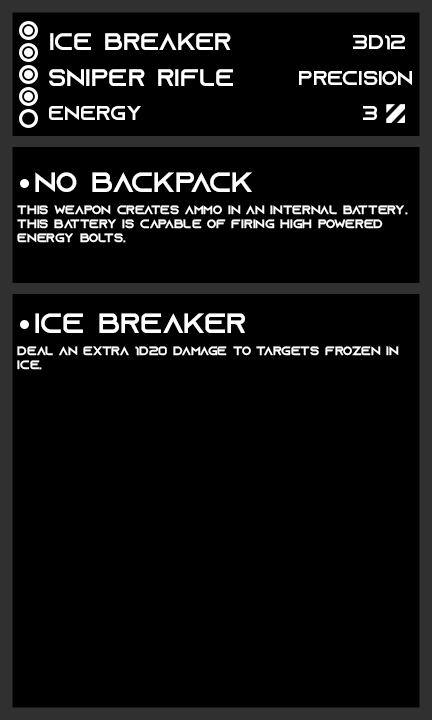 ICE BREAKER 3D12
SNIPER RIFLE PRECISION
ENERGY 3
•NO BACKPACK
THIS WEAPON CREATES AMMO IN AN INTERNAL BATTERY.
THIS BATTERY IS CAPABLE OF FIRING HIGH POWERED
ENERGY BOLTS.
•ICE BREAKER
DEAL AN EXTRA 1D20 DAMAGE TO TARGETS FROZEN IN
ICE.